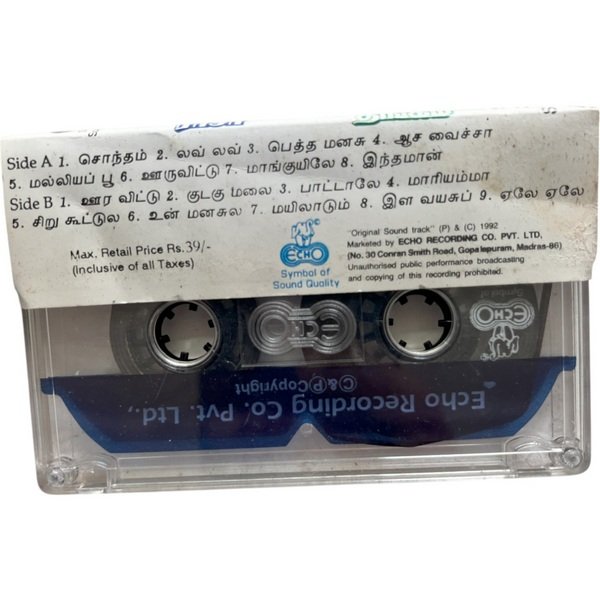 Side A 1. சொந்தம் 2. லவ் லவ் 3. பெத்த மனசு 4. ஆச வைச்சா
5. மல்லியப் பூ 6. ஊருவிட்டு 7. மாங்குயிலே 8. இந்தமான்
Side B 1. ஊர விட்டு 2. குடகு மலை 3. பாட்டாலே 4. மாரியம்மா
5. சிறு கூட்டுல 6. உன் மனசுல 7. மயிலாடும் 8. இள வயசுப் 9. ஏலே ஏலே
Max. Retail Price Rs.39/-
(Inclusive of all Taxes)
ECHO
Symbol of
Sound Quality
"Original Sound track" (P) & (C) 1992
Marketed by ECHO RECORDING CO. PVT. LTD,
(No. 30 Conran Smith Road, Gopalapuram, Madras-86)
Unauthorised public performance broadcasting
and copying of this recording prohibited.
ECHO
Symbol of
ECHO
©&℗Copyright
Echo Recording Co. Pvt. Ltd.,